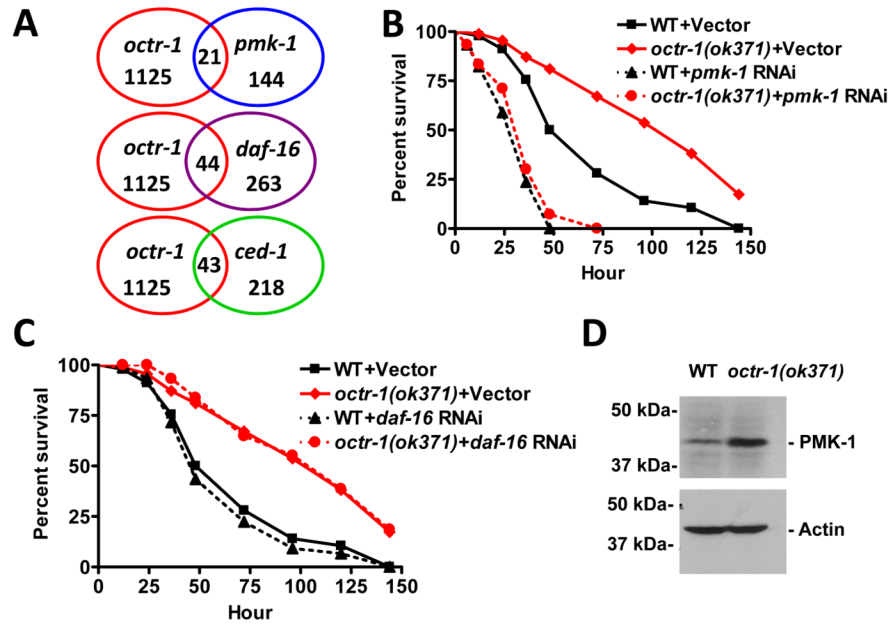 A
octr-1 21 pmk-1
1125 144
octr-1 44 daf-16
1125 263
octr-1 43 ced-1
1125 218
B
Percent survival
100
75
50
25
0
0 25 50 75 100 125 150
Hour
WT+Vector
octr-1(ok371)+Vector
WT+pmk-1 RNAi
octr-1(ok371)+pmk-1 RNAi
C
Percent survival
100
75
50
25
0
0 25 50 75 100 125 150
Hour
WT+Vector
octr-1(ok371)+Vector
WT+daf-16 RNAi
octr-1(ok371)+daf-16 RNAi
D
WT octr-1(ok371)
50 kDa-
- PMK-1
37 kDa-
50 kDa-
- Actin
37 kDa-